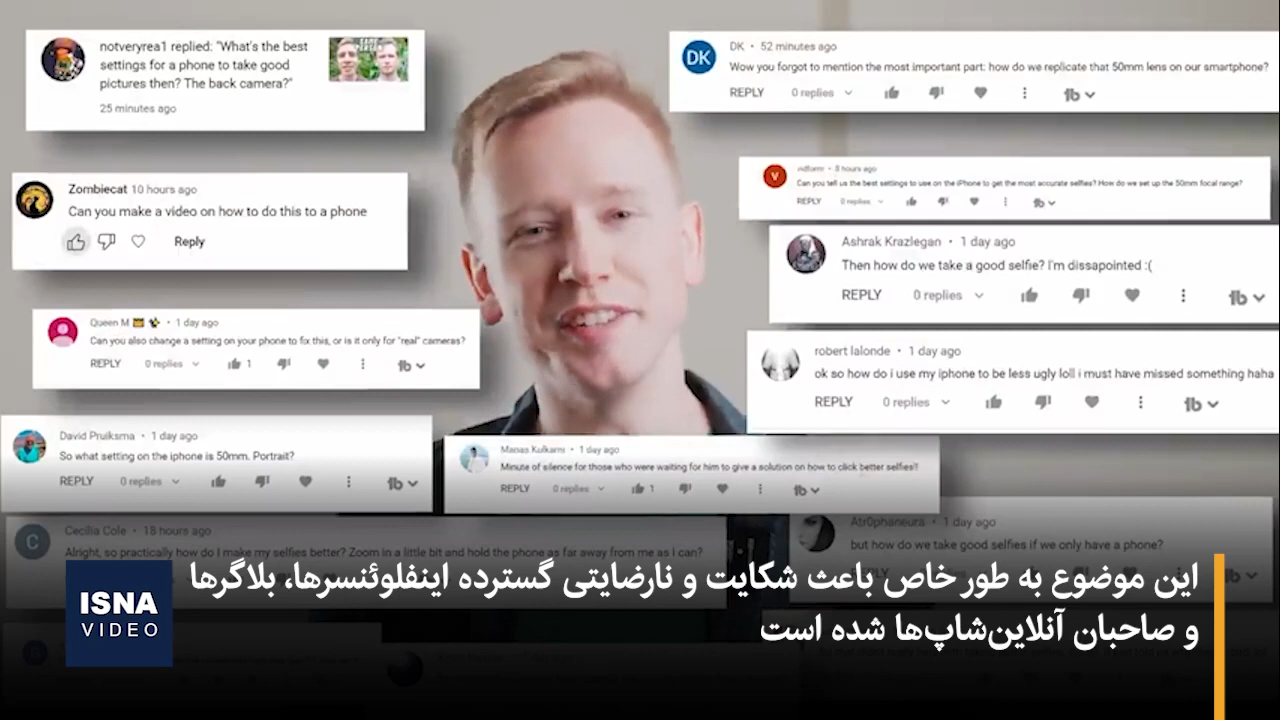 notveryrea1 replied: "What's the best
settings for a phone to take good
pictures then? The back camera?"
25 minutes ago
SAME
PERSON
DK
DK • 52 minutes ago
Wow you forgot to mention the most important part: how do we replicate that 50mm lens on our smartphone?
REPLY 0 replies
Zombiecat 10 hours ago
Can you make a video on how to do this to a phone
Reply
V
8 hours ago
Can you tell us the best settings to use on the iPhone to get the most accurate selfies? How do we set up the 50mm focal range?
REPLY 0 replies
Ashrak Krazlegan • 1 day ago
Then how do we take a good selfie? I'm dissapointed :(
REPLY 0 replies
Queen M • 1 day ago
Can you also change a setting on your phone to fix this, or is it only for "real" cameras?
REPLY 0 replies 1
robert lalonde • 1 day ago
ok so how do i use my iphone to be less ugly loll i must have missed something haha
REPLY 0 replies
David Pruiksma • 1 day ago
So what setting on the iphone is 50mm. Portrait?
REPLY 0 replies
Manas Kulkarni • 1 day ago
Minute of silence for those who were waiting for him to give a solution on how to click better selfies!!
REPLY 0 replies 1
C
Cecilia Cole • 18 hours ago
Alright, so practically how do I make my selfies better? Zoom in a little bit and hold the phone as far away from me as I can?
Atr0phaneura • 1 day ago
but how do we take good selfies if we only have a phone?
این موضوع به طور خاص باعث شکایت و نارضایتی گسترده اینفلوئنسرها، بلاگرها
و صاحبان آنلاین‌شاپ‌ها شده است
ISNA
VIDEO